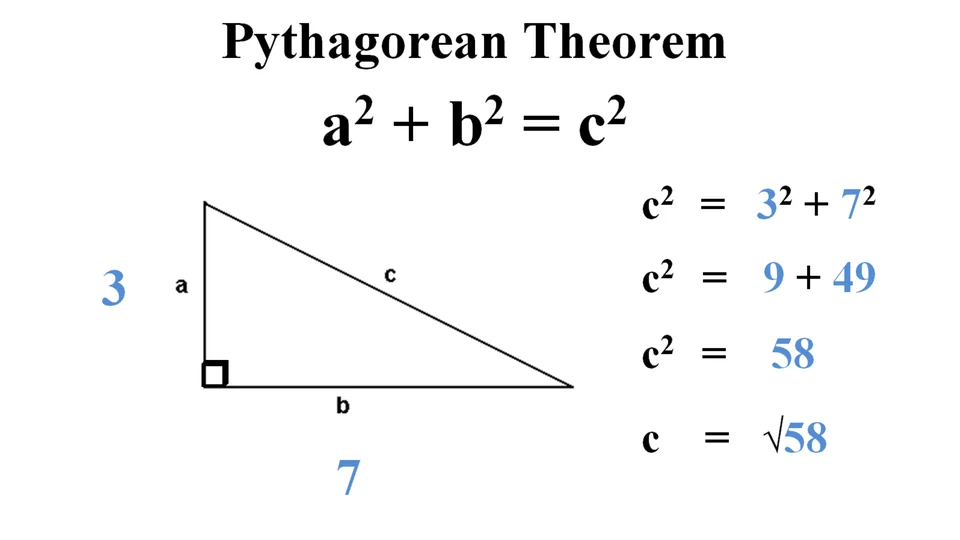 Pythagorean Theorem
a² + b² = c²
c² = 3² + 7²
c² = 9 + 49
c² = 58
c = √58
3
a
c
b
7